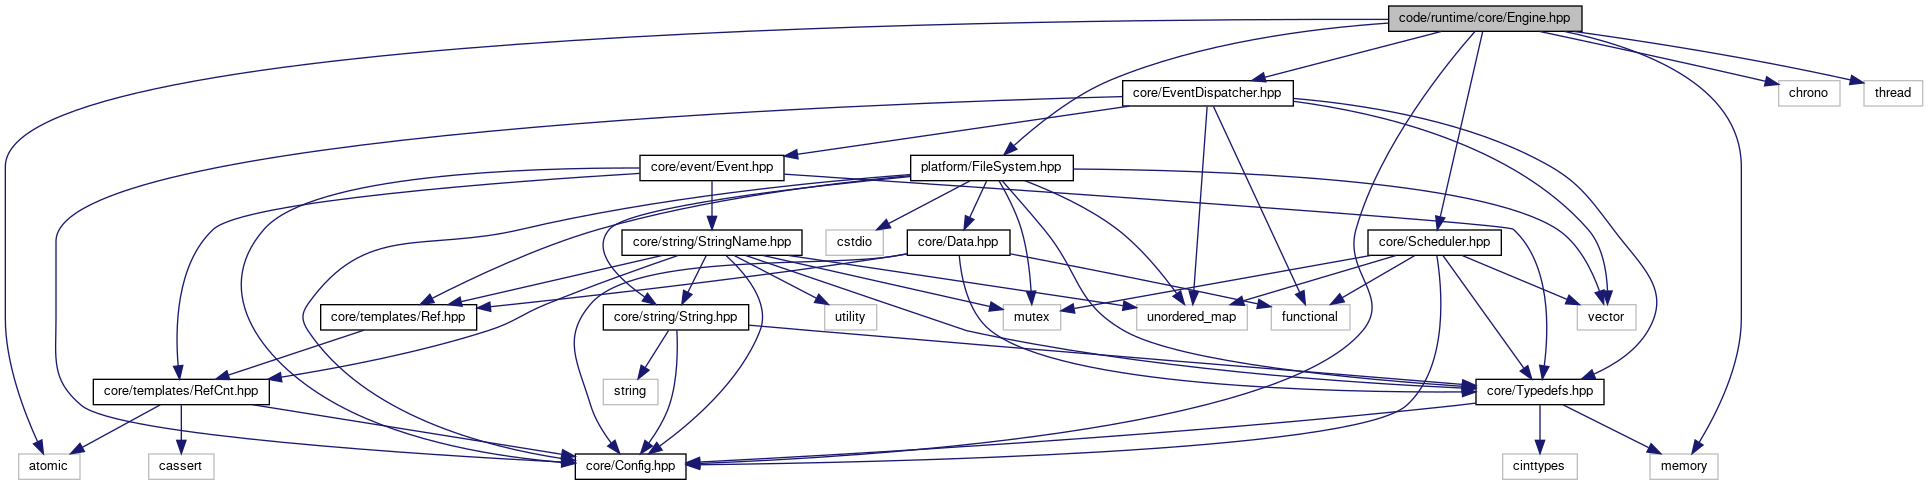 code/runtime/core/Engine.hpp
core/EventDispatcher.hpp
chrono
thread
core/event/Event.hpp
platform/FileSystem.hpp
core/string/StringName.hpp
cstdio
core/Data.hpp
core/Scheduler.hpp
core/templates/Ref.hpp
core/string/String.hpp
utility
mutex
unordered_map
functional
vector
core/templates/RefCnt.hpp
string
core/Typedefs.hpp
atomic
cassert
core/Config.hpp
cinttypes
memory